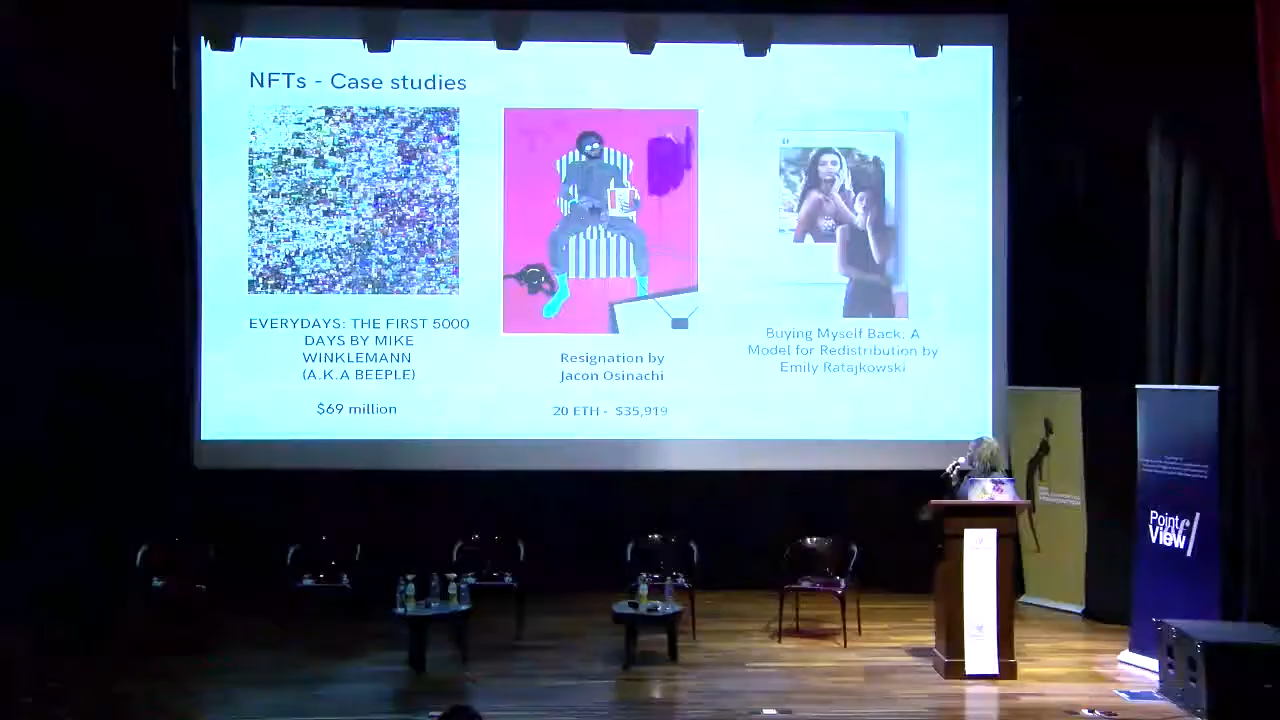 NFTs - Case studies
EVERYDAYS: THE FIRST 5000
DAYS BY MIKE
WINKLEMANN
(A.K.A BEEPLE)
$69 million
Resignation by
Jacon Osinachi
20 ETH - $35,919
Buying Myself Back: A
Model for Redistribution by
Emily Ratajkowski
Point of
View